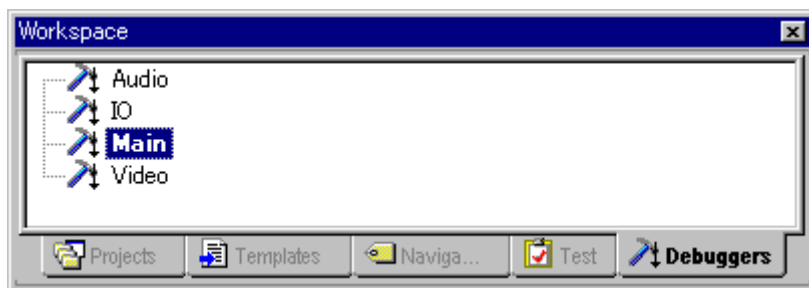 Workspace
Audio
IO
Main
Video
Projects Templates Naviga... Test Debuggers